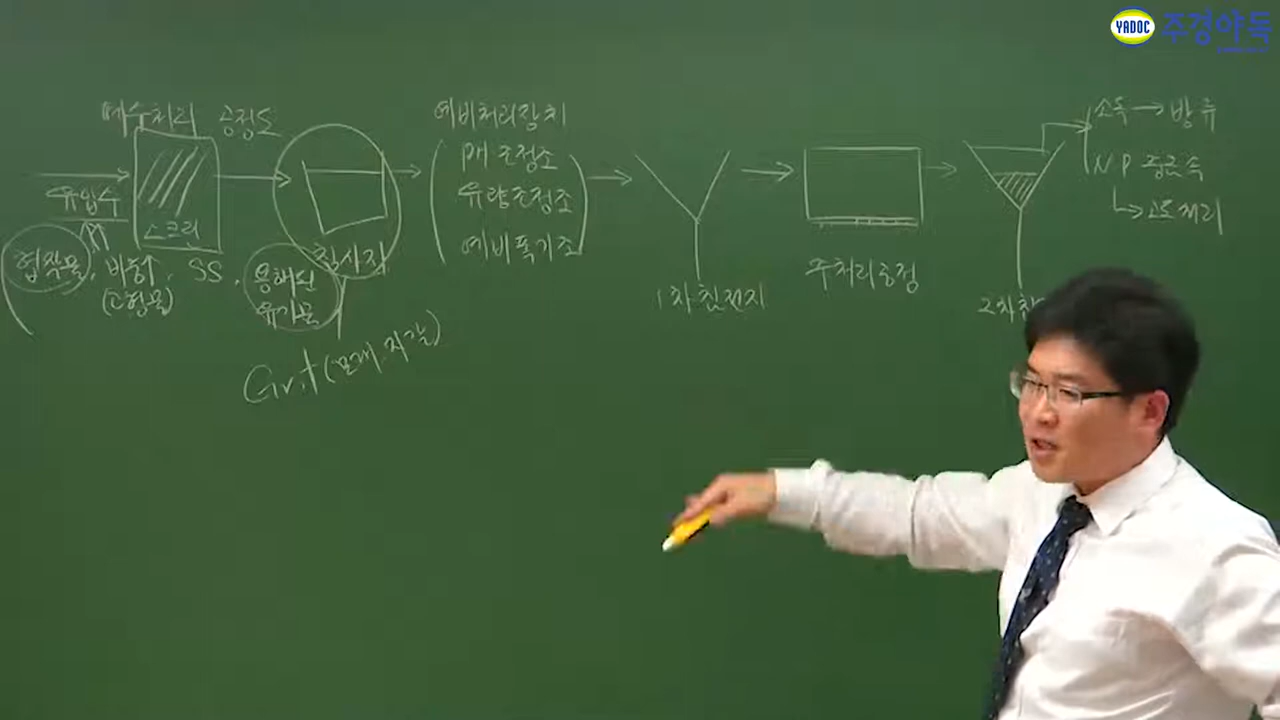 YADOC 주경야독
폐수처리 공정도
유입수
스크린
협잡물, 비중↑, SS, 용해된 유기물
(고형물)
침사지
Grit (모래, 자갈)
예비처리장치
PH 조정조
유량조정조
예비폭기조
1차 침전지
주처리공정
2차침
소독 → 방류
N P 중금속
고도처리